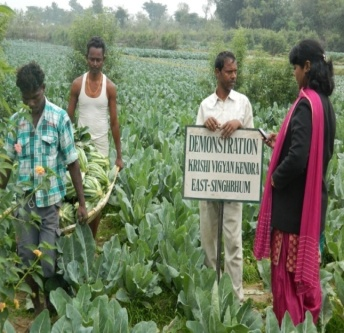 DEMONSTRATION
KRISHI VIGYAN KENDRA
EAST-SINGHBHUM